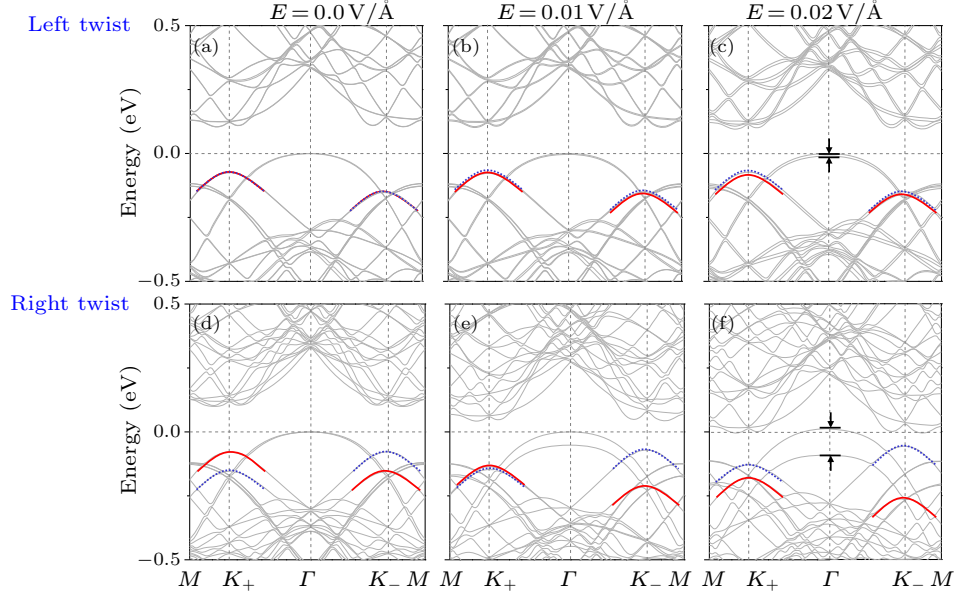 E = 0.0 V/Å E = 0.01 V/Å E = 0.02 V/Å
Left twist
0.5
(a) (b) (c)
Energy (eV)
0.0
−0.5
Right twist
0.5
(d) (e) (f)
Energy (eV)
0.0
−0.5
M K₊ Γ K₋ M K₊ Γ K₋ M M K₊ Γ K₋ M